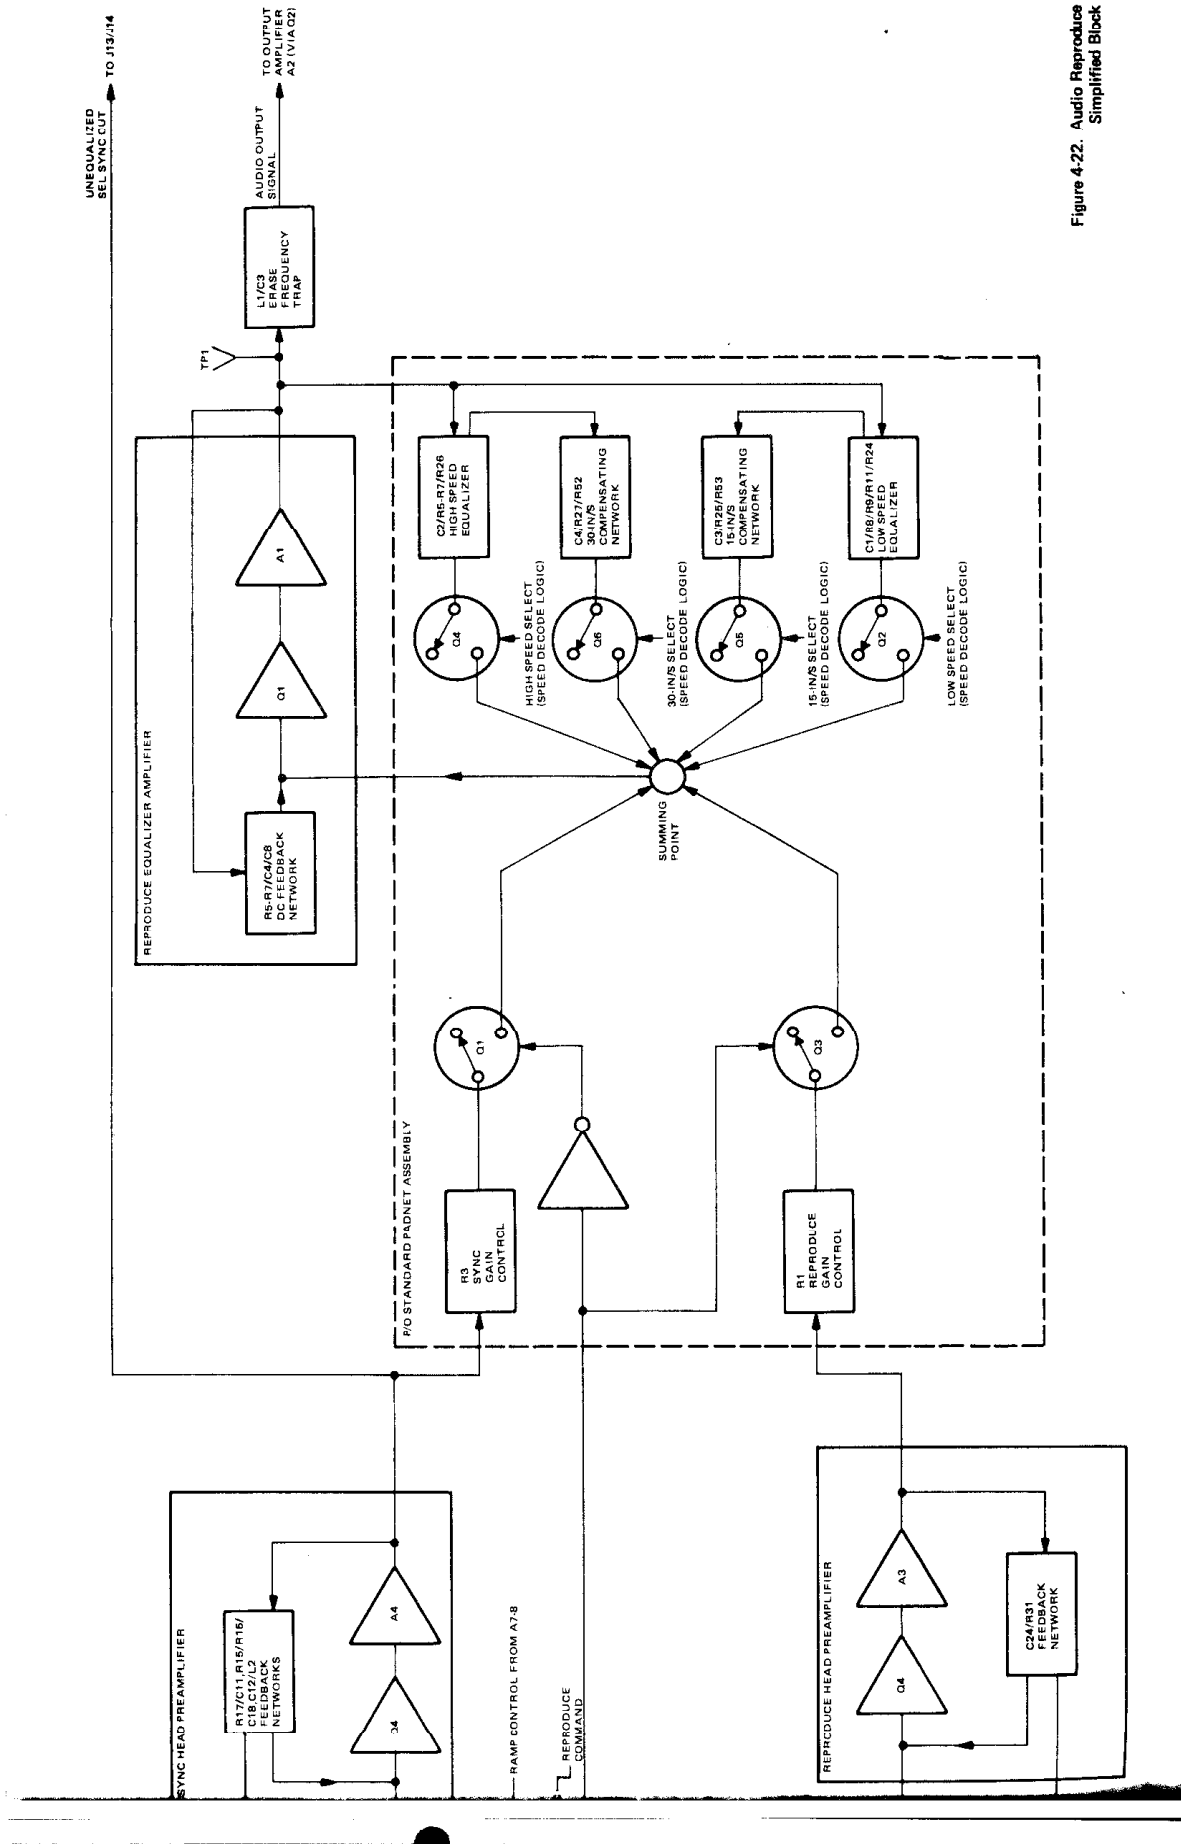 UNEQUALIZED
SEL SYNC OUT
TO J13/J14
SYNC HEAD PREAMPLIFIER
R17/C11,R15/R16/
C18,C12/L2
FEEDBACK
NETWORKS
A4
REPRODUCE EQUALIZER AMPLIFIER
R5-R7/C4/C8
DC FEEDBACK
NETWORK
Q1
A1
TP1
L1/C3
ERASE
FREQUENCY
TRAP
AUDIO OUTPUT
SIGNAL
TO OUTPUT
AMPLIFIER
A2 (VIA Q2)
P/O STANDARD PADNET ASSEMBLY
R3
SYNC
GAIN
CONTROL
Q1
R1
REPRODUCE
GAIN
CONTROL
Q3
SUMMING
POINT
Q4
HIGH SPEED SELECT
(SPEED DECODE LOGIC)
C2/R5-R7/R26
HIGH SPEED
EQUALIZER
Q6
30-IN/S SELECT
(SPEED DECODE LOGIC)
C4/R27/R52
30-IN/S
COMPENSATING
NETWORK
Q5
15-IN/S SELECT
(SPEED DECODE LOGIC)
C3/R25/R53
15-IN/S
COMPENSATING
NETWORK
Q2
LOW SPEED SELECT
(SPEED DECODE LOGIC)
C1/R8/R9/R11/R24
LOW SPEED
EQUALIZER
RAMP CONTROL FROM A7-8
REPRODUCE
COMMAND
REPRODUCE HEAD PREAMPLIFIER
Q4
A3
C24/R31
FEEDBACK
NETWORK
Figure 4-22. Audio Reproduce
Simplified Block